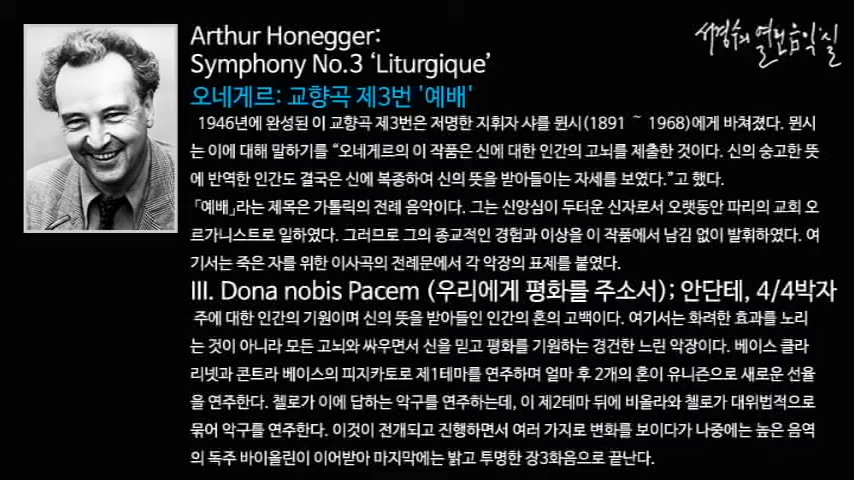 서경수의 열린음악실
Arthur Honegger:
Symphony No.3 ‘Liturgique’
오네게르: 교향곡 제3번 '예배'
1946년에 완성된 이 교향곡 제3번은 저명한 지휘자 샤를 뮌시(1891 ~ 1968)에게 바쳐졌다. 뮌시
는 이에 대해 말하기를 “오네게르의 이 작품은 신에 대한 인간의 고뇌를 제출한 것이다. 신의 숭고한 뜻
에 반역한 인간도 결국은 신에 복종하여 신의 뜻을 받아들이는 자세를 보였다.”고 했다.
「예배」라는 제목은 가톨릭의 전례 음악이다. 그는 신앙심이 두터운 신자로서 오랫동안 파리의 교회 오
르가니스트로 일하였다. 그러므로 그의 종교적인 경험과 이상을 이 작품에서 남김 없이 발휘하였다. 여
기서는 죽은 자를 위한 이사곡의 전례문에서 각 악장의 표제를 붙였다.
III. Dona nobis Pacem (우리에게 평화를 주소서); 안단테, 4/4박자
주에 대한 인간의 기원이며 신의 뜻을 받아들인 인간의 혼의 고백이다. 여기서는 화려한 효과를 노리
는 것이 아니라 모든 고뇌와 싸우면서 신을 믿고 평화를 기원하는 경건한 느린 악장이다. 베이스 클라
리넷과 콘트라 베이스의 피지카토로 제1테마를 연주하며 얼마 후 2개의 혼이 유니즌으로 새로운 선율
을 연주한다. 첼로가 이에 답하는 악구를 연주하는데, 이 제2테마 뒤에 비올라와 첼로가 대위법적으로
묶어 악구를 연주한다. 이것이 전개되고 진행하면서 여러 가지로 변화를 보이다가 나중에는 높은 음역
의 독주 바이올린이 이어받아 마지막에는 밝고 투명한 장3화음으로 끝난다.